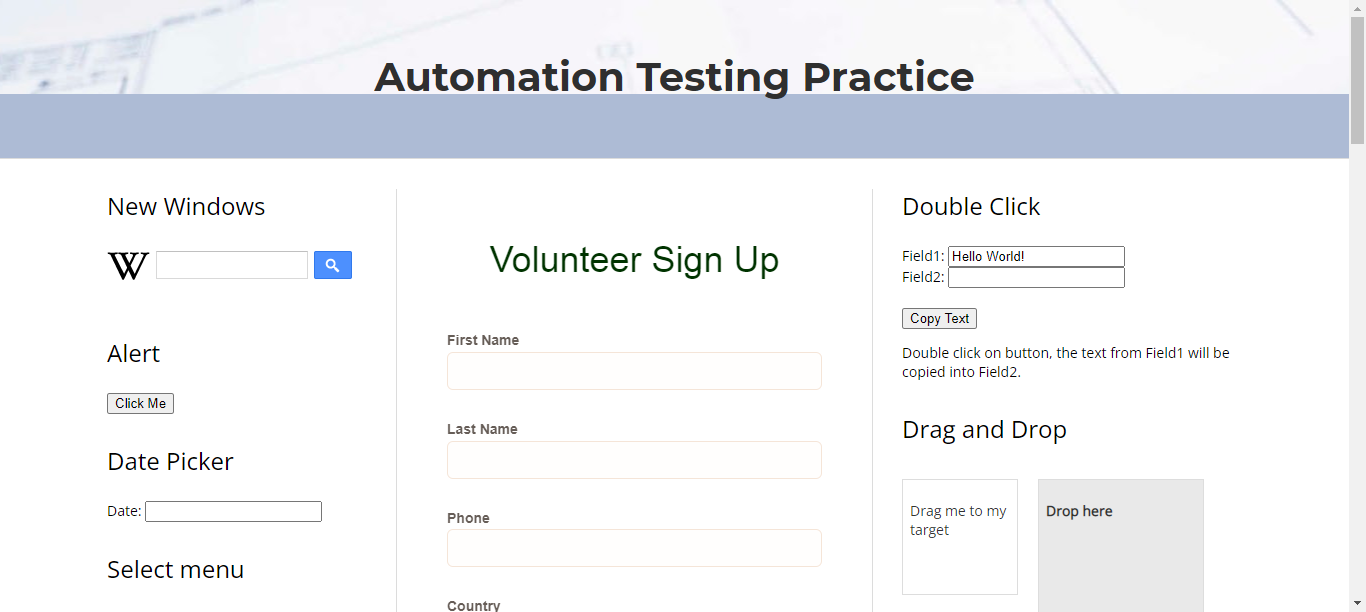 Automation Testing Practice
New Windows
W
Alert
Click Me
Date Picker
Date:
Select menu
Volunteer Sign Up
First Name
Last Name
Phone
Country
Double Click
Field1: Hello World!
Field2:
Copy Text
Double click on button, the text from Field1 will be
copied into Field2.
Drag and Drop
Drag me to my
target
Drop here